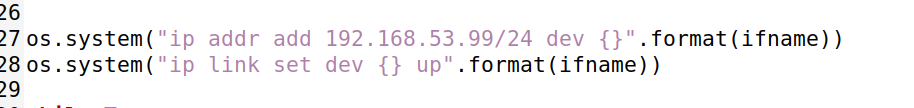 26
27 os.system("ip addr add 192.168.53.99/24 dev {}".format(ifname))
28 os.system("ip link set dev {} up".format(ifname))
29